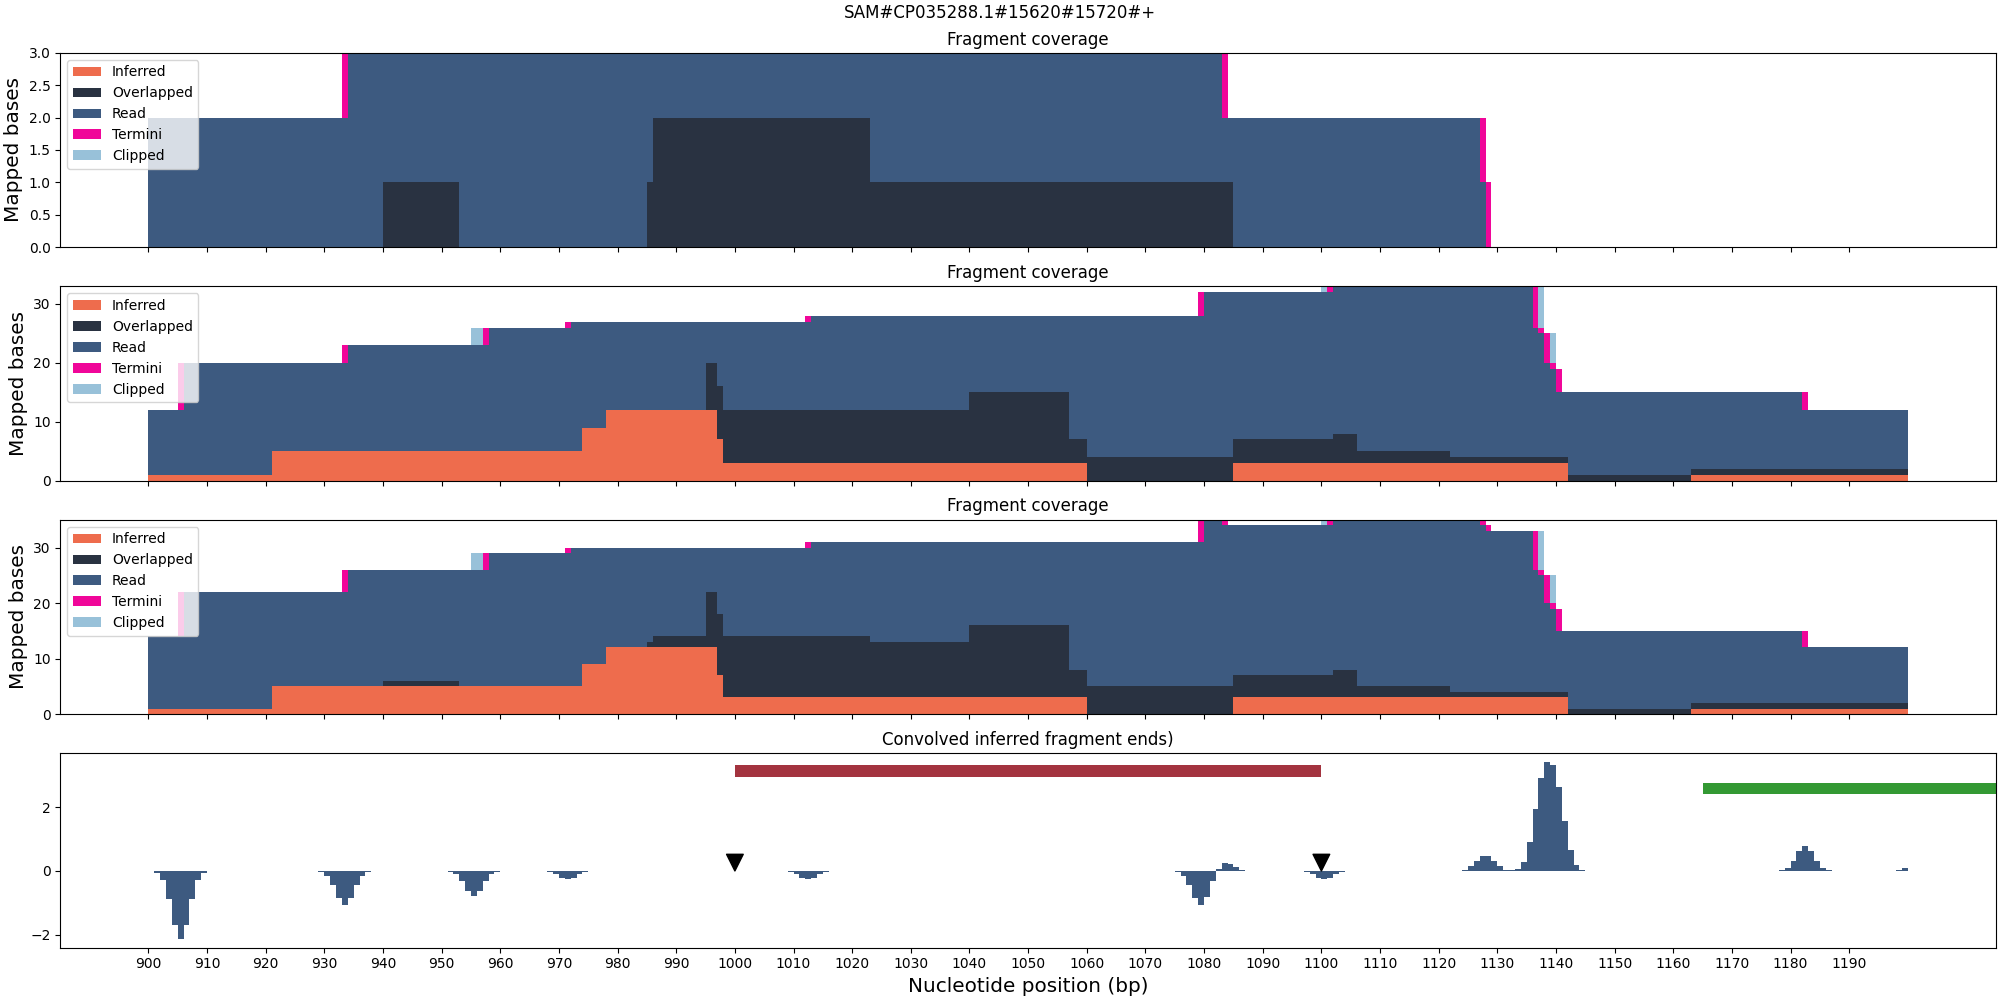 SAM#CP035288.1#15620#15720#+
Fragment coverage
Mapped bases
3.0
2.5
2.0
1.5
1.0
0.5
0.0
Inferred
Overlapped
Read
Termini
Clipped
Fragment coverage
Mapped bases
30
20
10
0
Inferred
Overlapped
Read
Termini
Clipped
Fragment coverage
Mapped bases
30
20
10
0
Inferred
Overlapped
Read
Termini
Clipped
Convolved inferred fragment ends)
2
0
−2
900 910 920 930 940 950 960 970 980 990 1000 1010 1020 1030 1040 1050 1060 1070 1080 1090 1100 1110 1120 1130 1140 1150 1160 1170 1180 1190
Nucleotide position (bp)